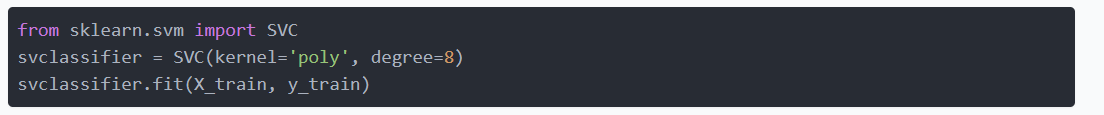 from sklearn.svm import SVC
svclassifier = SVC(kernel='poly', degree=8)
svclassifier.fit(X_train, y_train)